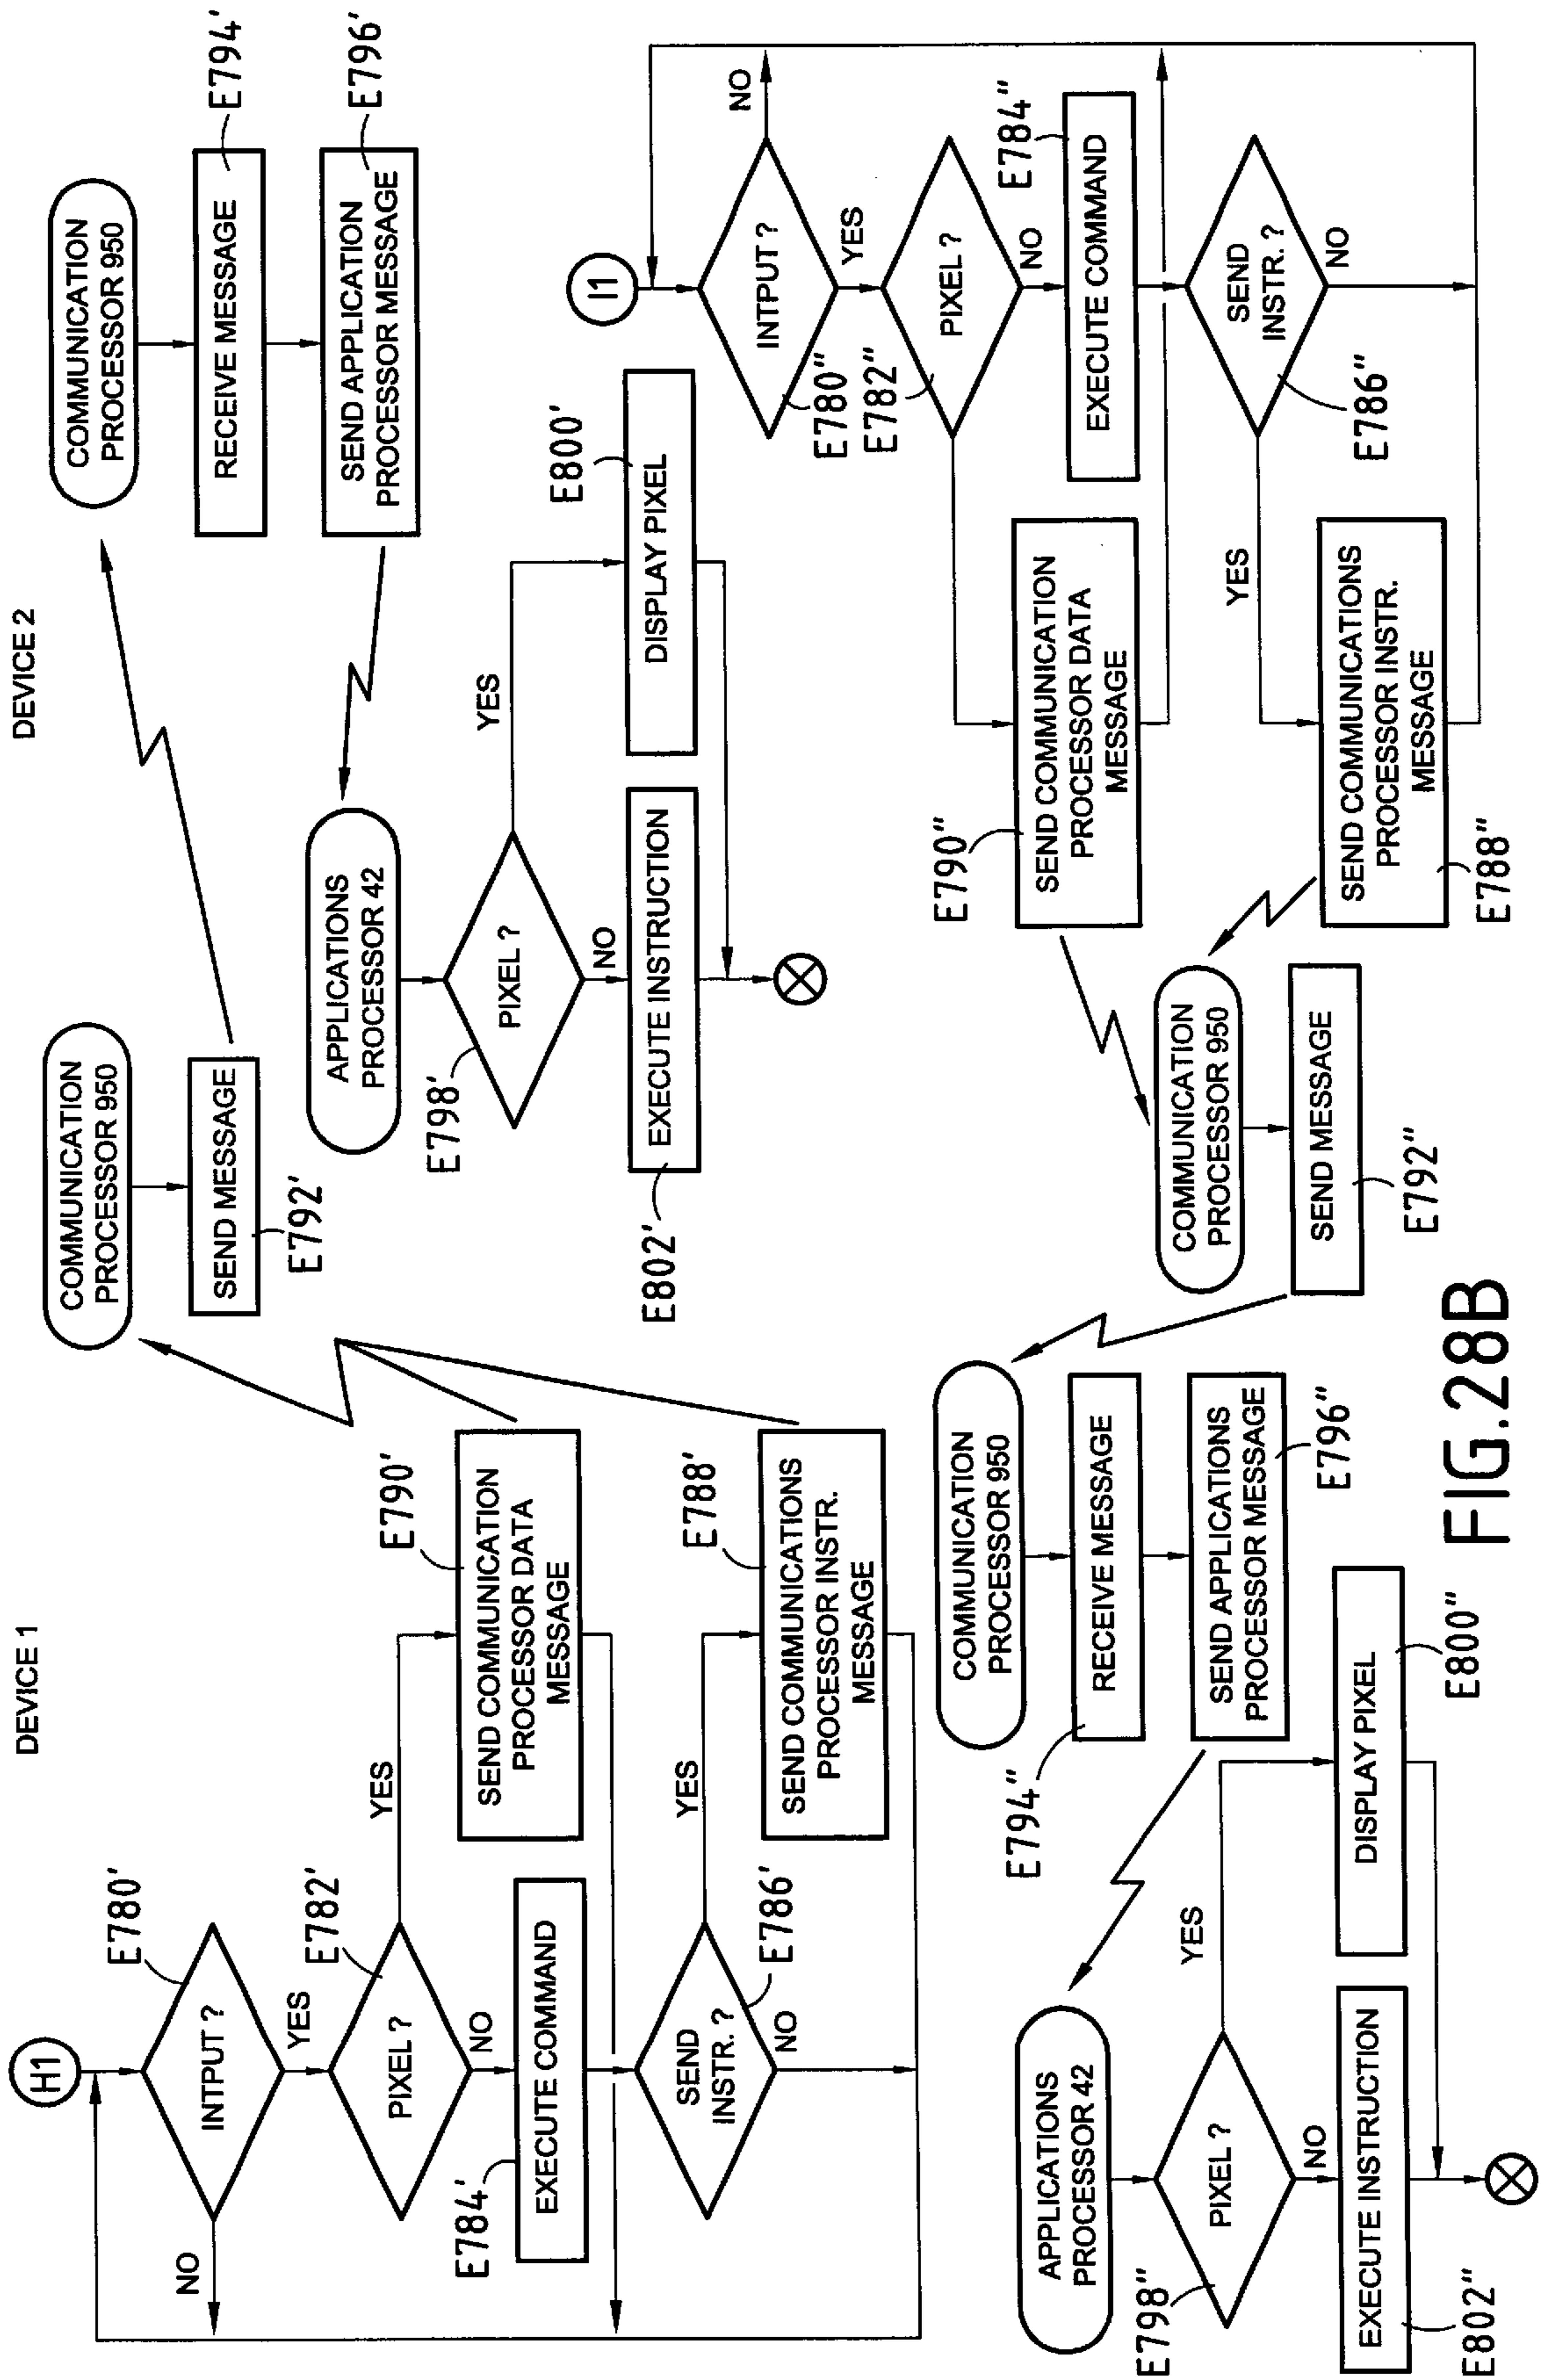 DEVICE 1
H1
INTPUT ?
E780′
NO
YES
PIXEL ?
E782′
YES
NO
EXECUTE COMMAND
E784′
SEND COMMUNICATION
PROCESSOR DATA
MESSAGE
E790′
SEND
INSTR. ?
E786′
YES
NO
SEND COMMUNICATIONS
PROCESSOR INSTR.
MESSAGE
E788′
COMMUNICATION
PROCESSOR 950
SEND MESSAGE
E792′
DEVICE 2
COMMUNICATION
PROCESSOR 950
RECEIVE MESSAGE
E794′
SEND APPLICATION
PROCESSOR MESSAGE
E796′
APPLICATIONS
PROCESSOR 42
PIXEL ?
E798′
YES
NO
DISPLAY PIXEL
E800′
EXECUTE INSTRUCTION
E802′
I1
INTPUT ?
E780″
NO
YES
PIXEL ?
E782″
NO
EXECUTE COMMAND
E784″
SEND COMMUNICATION
PROCESSOR DATA
MESSAGE
E790″
SEND
INSTR. ?
E786″
YES
NO
SEND COMMUNICATIONS
PROCESSOR INSTR.
MESSAGE
E788″
COMMUNICATION
PROCESSOR 950
SEND MESSAGE
E792″
COMMUNICATION
PROCESSOR 950
RECEIVE MESSAGE
E794″
SEND APPLICATIONS
PROCESSOR MESSAGE
E796″
APPLICATIONS
PROCESSOR 42
PIXEL ?
E798″
YES
NO
DISPLAY PIXEL
E800″
EXECUTE INSTRUCTION
E802″
FIG.28B